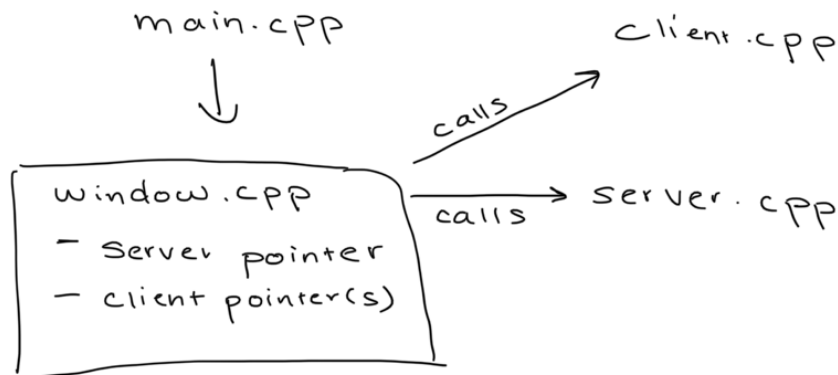 main.cpp
client.cpp
calls
window.cpp
- server pointer
- client pointer(s)
calls
server.cpp